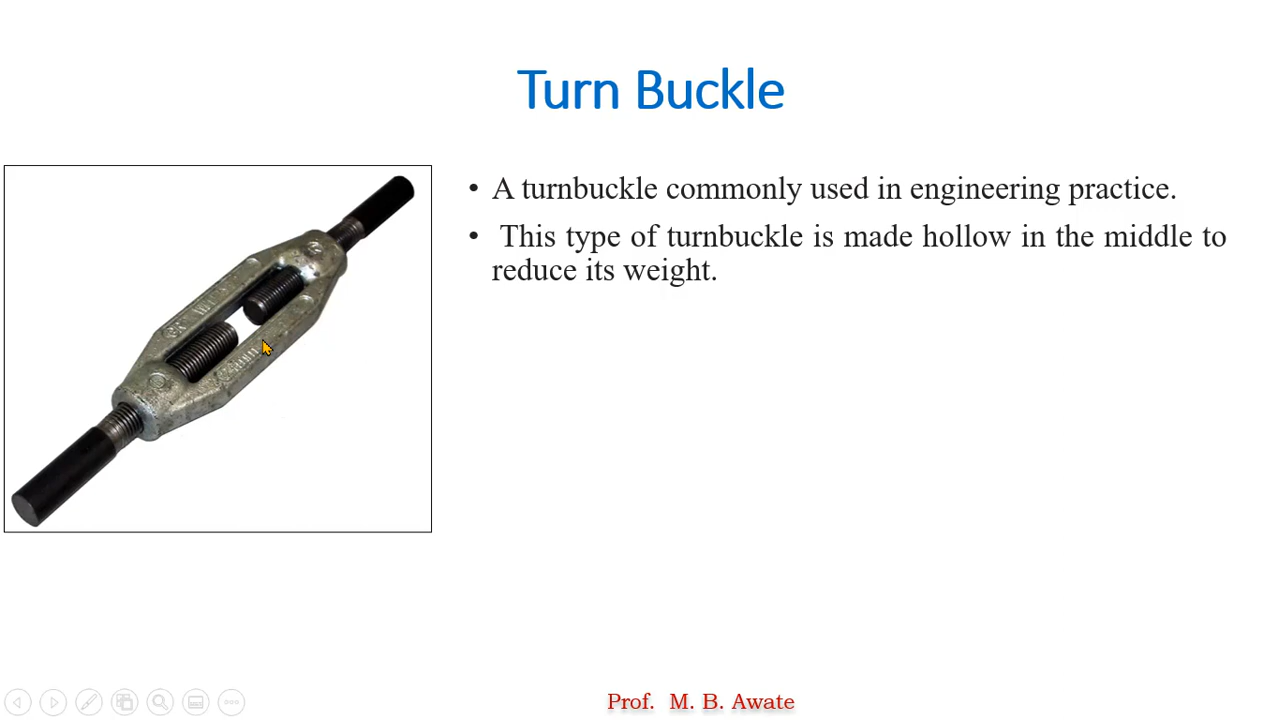 Turn Buckle
• A turnbuckle commonly used in engineering practice.
• This type of turnbuckle is made hollow in the middle to
reduce its weight.
Prof. M. B. Awate